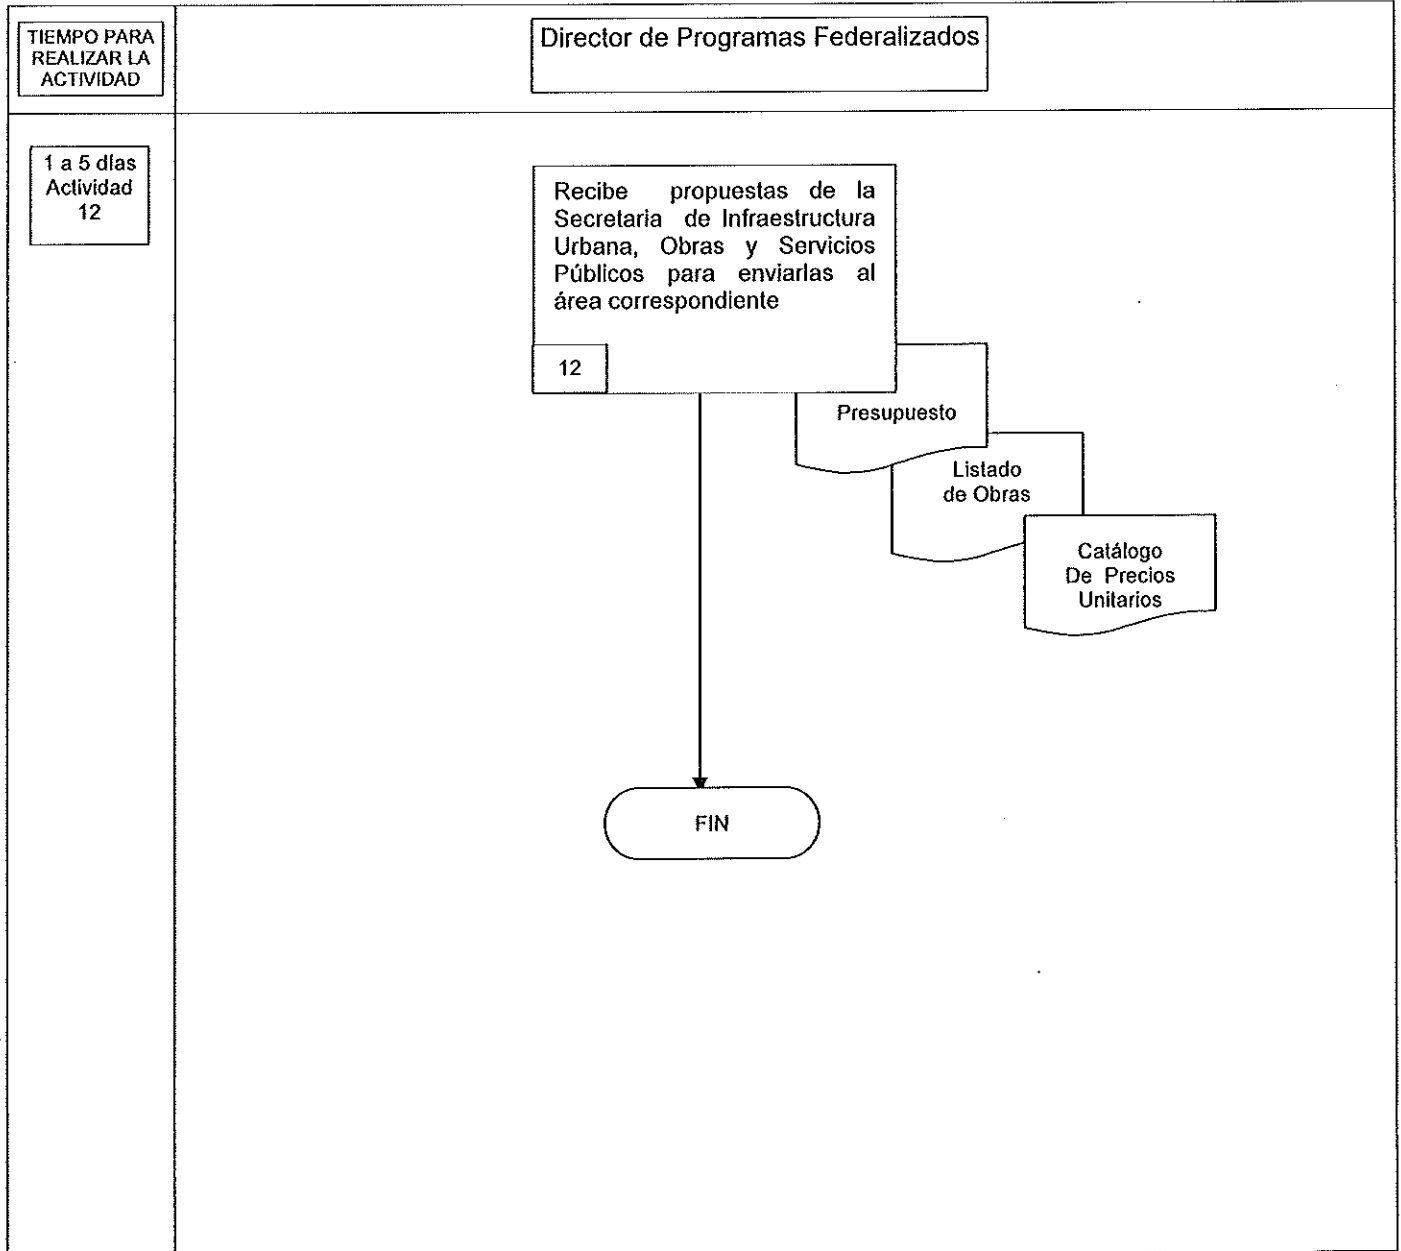 TIEMPO PARA
REALIZAR LA
ACTIVIDAD
Director de Programas Federalizados
1 a 5 días
Actividad
12
Recibe propuestas de la
Secretaria de Infraestructura
Urbana, Obras y Servicios
Públicos para enviarlas al
área correspondiente
12
Presupuesto
Listado
de Obras
Catálogo
De Precios
Unitarios
FIN